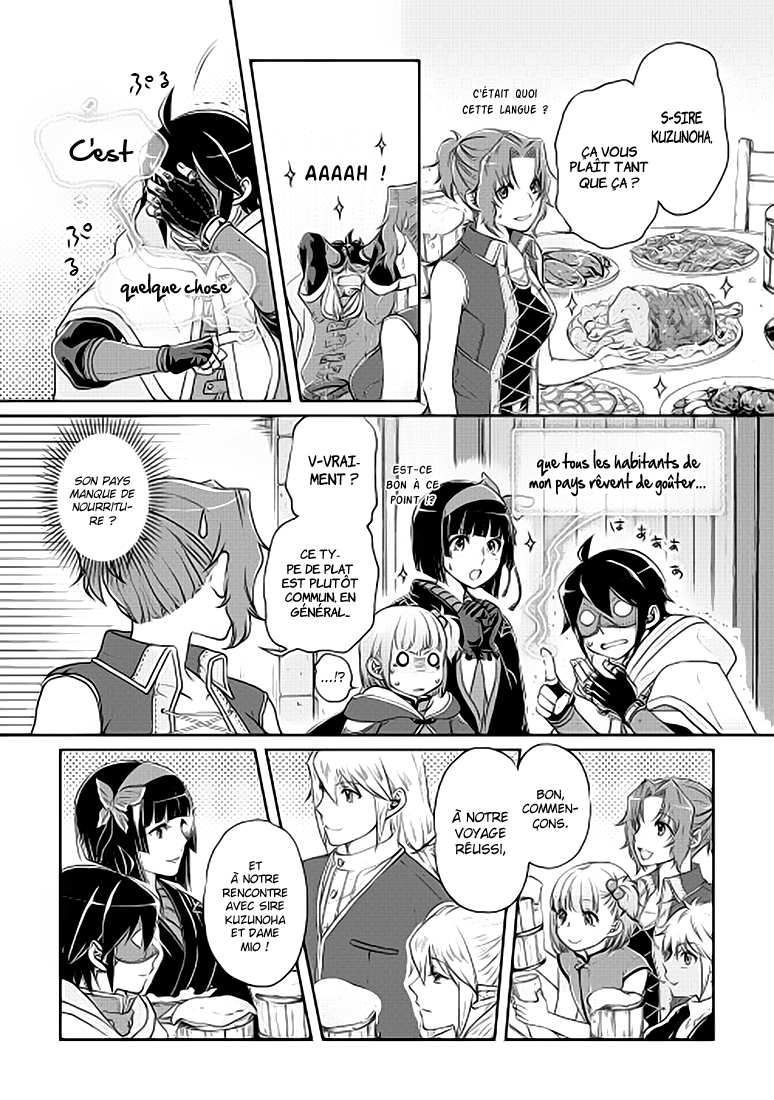 S-SIRE
KUZUNOHA,
ÇA VOUS
PLAÎT TANT
QUE ÇA ?
C'ÉTAIT QUOI
CETTE LANGUE ?
AAAAH !
ぷる
C'est
ぷる
quelque chose
que tous les habitants de
mon pays rêvent de goûter...
はぁぁぁぁ
EST-CE
BON À CE
POINT !?
V-VRAI-
MENT ?
CE TY-
PE DE PLAT
EST PLUTÔT
COMMUN, EN
GÉNÉRAL...
...!?
SON PAYS
MANQUE DE
NOURRITU-
RE ?
BON,
COMMEN-
ÇONS.
À NOTRE
VOYAGE
RÉUSSI,
ET
À NOTRE
RENCONTRE
AVEC SIRE
KUZUNOHA
ET DAME
MIO !